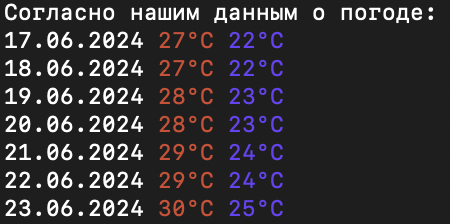 Согласно нашим данным о погоде:
17.06.2024 27°C 22°C
18.06.2024 27°C 22°C
19.06.2024 28°C 23°C
20.06.2024 28°C 23°C
21.06.2024 29°C 24°C
22.06.2024 29°C 24°C
23.06.2024 30°C 25°C